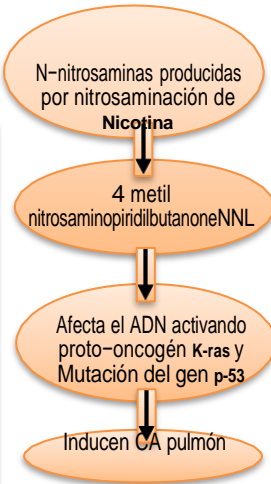 N-nitrosaminas producidas
por nitrosaminación de
Nicotina
4 metil
nitrosaminopiridilbutanoneNNL
Afecta el ADN activando
proto-oncogén K-ras y
Mutación del gen p-53
Inducen CA pulmón